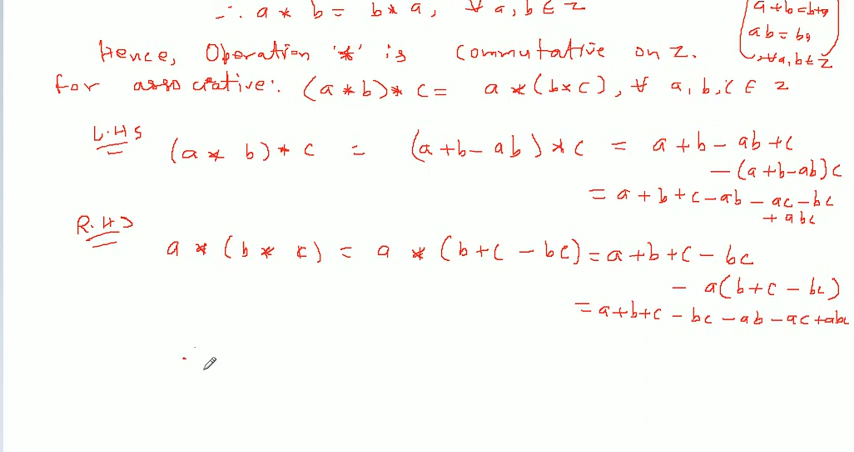 ∴ a * b = b * a, ∀ a, b ∈ Z
a+b=b+a
ab = ba
, ∀ a, b ∈ Z
Hence, Operation '*' is commutative on Z.
for associative: (a * b) * c = a * (b * c), ∀ a, b, c ∈ Z
L.H.S
(a * b) * c = (a+b-ab) * c = a+b-ab+c
-(a+b-ab)c
= a+b+c-ab-ac-bc
+abc
R.H.S
a * (b * c) = a * (b+c-bc) = a+b+c-bc
- a(b+c-bc)
= a+b+c-bc-ab-ac+abc